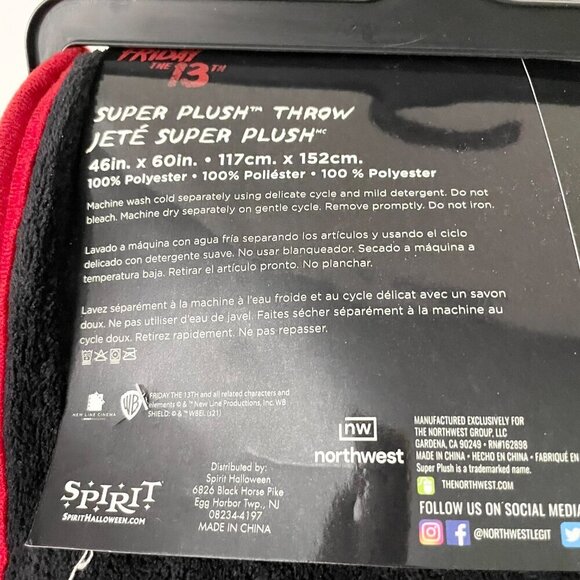 FRIDAY
THE 13TH
SUPER PLUSH™ THROW
JETÉ SUPER PLUSHᴹᶜ
46in. x 60in. • 117cm. x 152cm.
100% Polyester • 100% Poliéster • 100 % Polyester
Machine wash cold separately using delicate cycle and mild detergent. Do not
bleach. Machine dry separately on gentle cycle. Remove promptly. Do not iron.
Lavado a máquina con agua fría separando los artículos y usando el ciclo
delicado con detergente suave. No usar blanqueador. Secado a máquina a
temperatura baja. Retirar el artículo pronto. No planchar.
Lavez séparément à la machine à l'eau froide et au cycle délicat avec un savon
doux. Ne pas utiliser d'eau de javel. Faites sécher séparément à la machine au
cycle doux. Retirez rapidement. Ne pas repasser.
NEW LINE CINEMA
WB
FRIDAY THE 13TH and all related characters and
elements © & ™ New Line Productions, Inc. WB
SHIELD: © & ™ WBEI. (s21)
SPIRIT
SPIRITHALLOWEEN.COM
Distributed by:
Spirit Halloween
6826 Black Horse Pike
Egg Harbor Twp., NJ
08234-4197
MADE IN CHINA
nw
northwest
MANUFACTURED EXCLUSIVELY FOR
THE NORTHWEST GROUP, LLC
GARDENA, CA 90249 • RN#162898
MADE IN CHINA • HECHO EN CHINA • FABRIQUÉ EN
Super Plush is a trademarked name.
THENORTHWEST.COM
FOLLOW US ON SOCIAL MEDIA
@NORTHWESTLEGIT